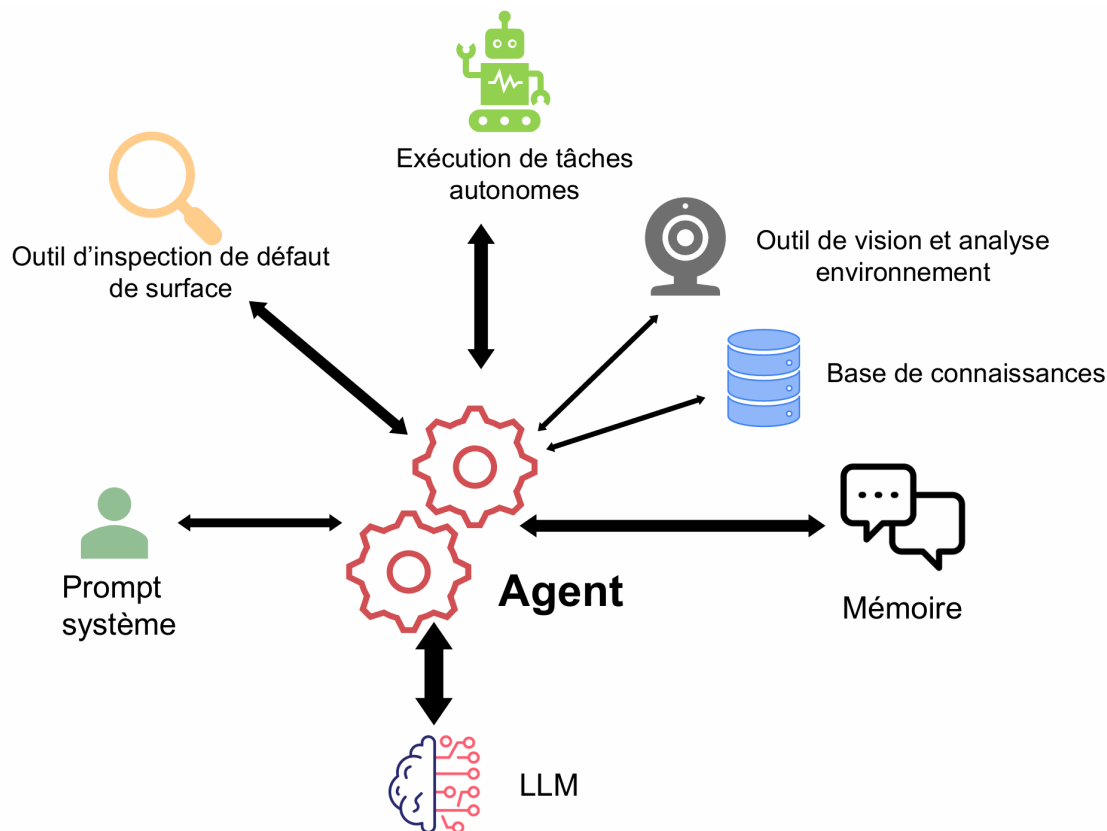 Exécution de tâches
autonomes
Outil d’inspection de défaut
de surface
Outil de vision et analyse
environnement
Base de connaissances
Prompt
système
Agent
Mémoire
LLM